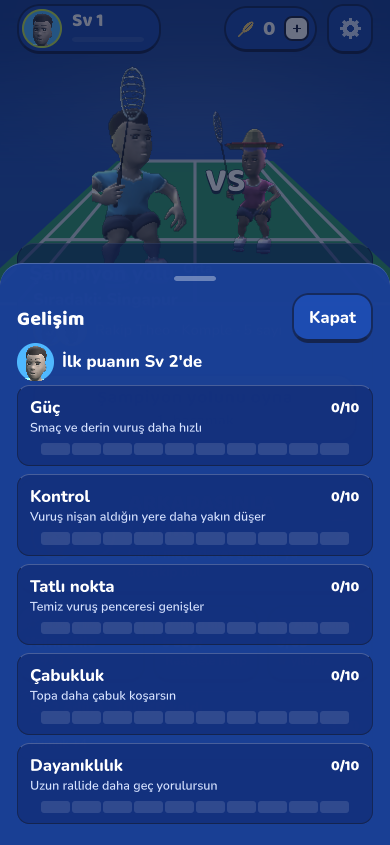 Sv 1
0 +
VS
Gelişim
Kapat
İlk puanın Sv 2'de
Güç 0/10
Smaç ve derin vuruş daha hızlı
Kontrol 0/10
Vuruş nişan aldığın yere daha yakın düşer
Tatlı nokta 0/10
Temiz vuruş penceresi genişler
Çabukluk 0/10
Topa daha çabuk koşarsın
Dayanıklılık 0/10
Uzun rallide daha geç yorulursun